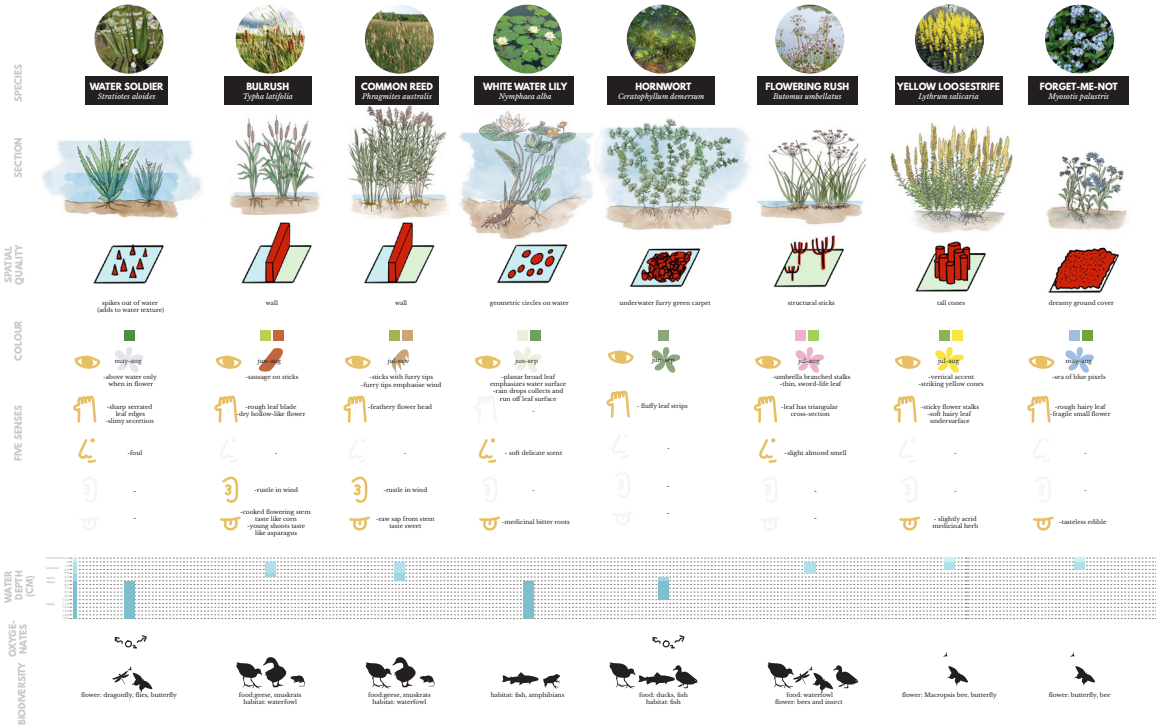 SPECIES
WATER SOLDIER
Stratiotes aloides
BULRUSH
Typha latifolia
COMMON REED
Phragmites australis
WHITE WATER LILY
Nymphaea alba
HORNWORT
Ceratophyllum demersum
FLOWERING RUSH
Butomus umbellatus
YELLOW LOOSESTRIFE
Lythrum salicaria
FORGET-ME-NOT
Myosotis palustris
SECTION
SPATIAL
QUALITY
spikes out of water
(adds to water texture)
wall
wall
geometric circles on water
underwater furry green carpet
structural sticks
tall cones
dreamy ground cover
COLOUR
may-aug
jun-aug
jul-nov
jun-sep
jun-sep
jul-aug
jul-aug
may-aug
FIVE SENSES
-above water only
when in flower
-sausage on sticks
-sticks with furry tips
-furry tips emphasise wind
-planar broad leaf
emphasizes water surface
-rain drops collects and
run off leaf surface
-umbrella branched stalks
-thin, sword-life leaf
-vertical accent
-striking yellow cones
-sea of blue pixels
-sharp serrated
leaf edges
-slimy secretion
-rough leaf blade
-dry hollow-like flower
-feathery flower head
-
- fluffy leaf strips
-leaf has triangular
cross-section
-sticky flower stalks
-soft hairy leaf
undersurface
-rough hairy leaf
-fragile small flower
-foul
-
-
- soft delicate scent
-
-slight almond smell
-
-
-
-rustle in wind
-rustle in wind
-
-
-
-
-
-
-cooked flowering stem
taste like corn
-young shoots taste
like asparagus
-raw sap from stem
taste sweet
-medicinal bitter roots
-
-
- slightly acrid
medicinal herb
-tasteless edible
WATER
DEPTH
(CM)
OXYGE-
NATES
O2
O2
BIODIVERSITY
flower: dragonfly, flies, butterfly
food:geese, muskrats
habitat: waterfowl
food:geese, muskrats
habitat: waterfowl
habitat: fish, amphibians
food: ducks, fish
habitat: fish
food: waterfowl
flower: bees and insect
flower: Macropsis bee, butterfly
flower: butterfly, bee